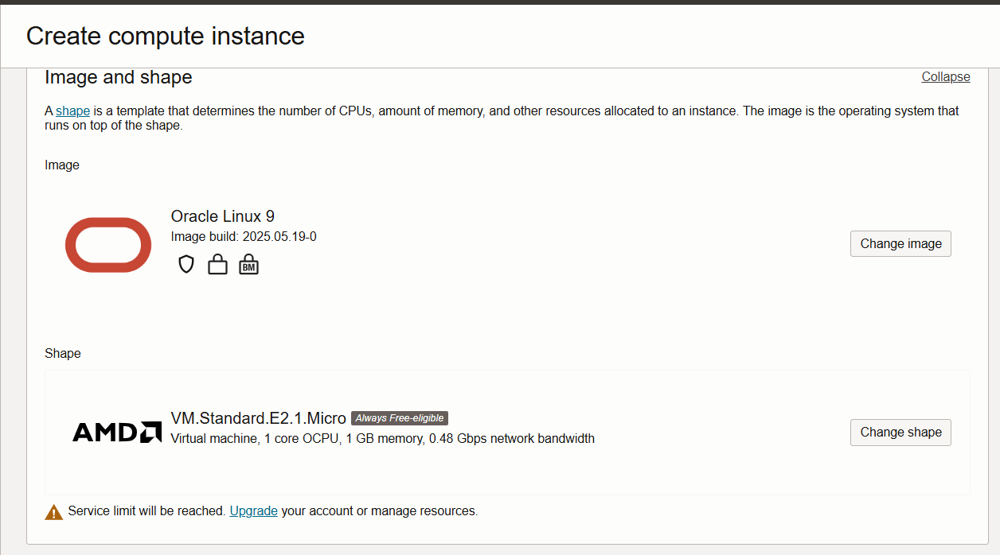 Create compute instance
Image and shape
Collapse
A shape is a template that determines the number of CPUs, amount of memory, and other resources allocated to an instance. The image is the operating system that
runs on top of the shape.
Image
Oracle Linux 9
Image build: 2025.05.19-0
BM
Change image
Shape
AMD
VM.Standard.E2.1.Micro Always Free-eligible
Virtual machine, 1 core OCPU, 1 GB memory, 0.48 Gbps network bandwidth
Change shape
Service limit will be reached. Upgrade your account or manage resources.